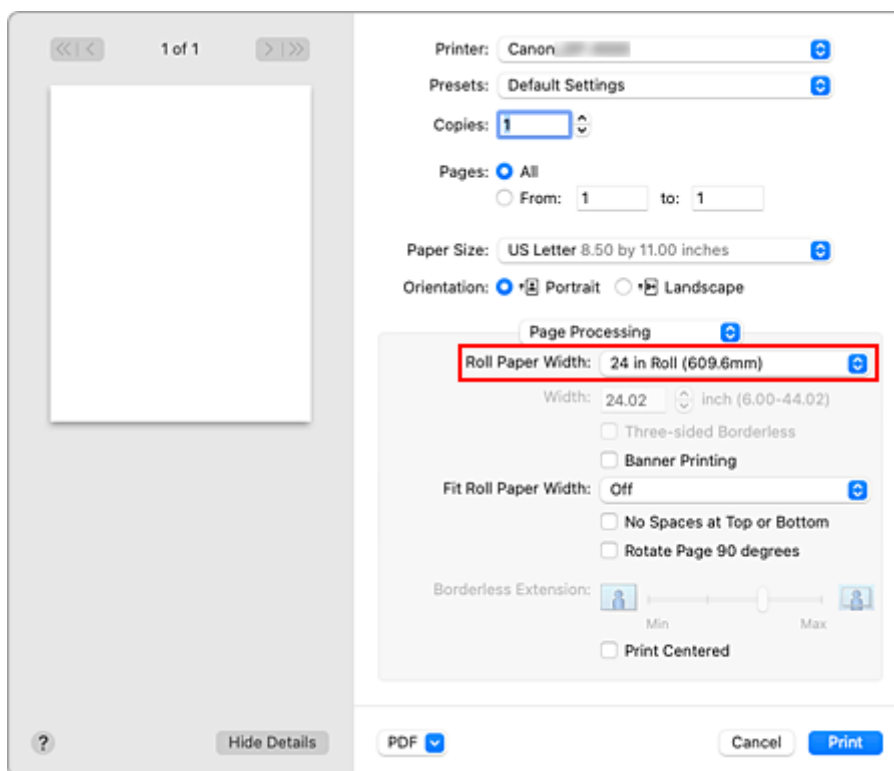 1 of 1
Printer: Canon
Presets: Default Settings
Copies: 1
Pages: All
From: 1 to: 1
Paper Size: US Letter 8.50 by 11.00 inches
Orientation: Portrait Landscape
Page Processing
Roll Paper Width: 24 in Roll (609.6mm)
Width: 24.02 inch (6.00-44.02)
Three-sided Borderless
Banner Printing
Fit Roll Paper Width: Off
No Spaces at Top or Bottom
Rotate Page 90 degrees
Borderless Extension:
Min Max
Print Centered
? Hide Details PDF Cancel Print